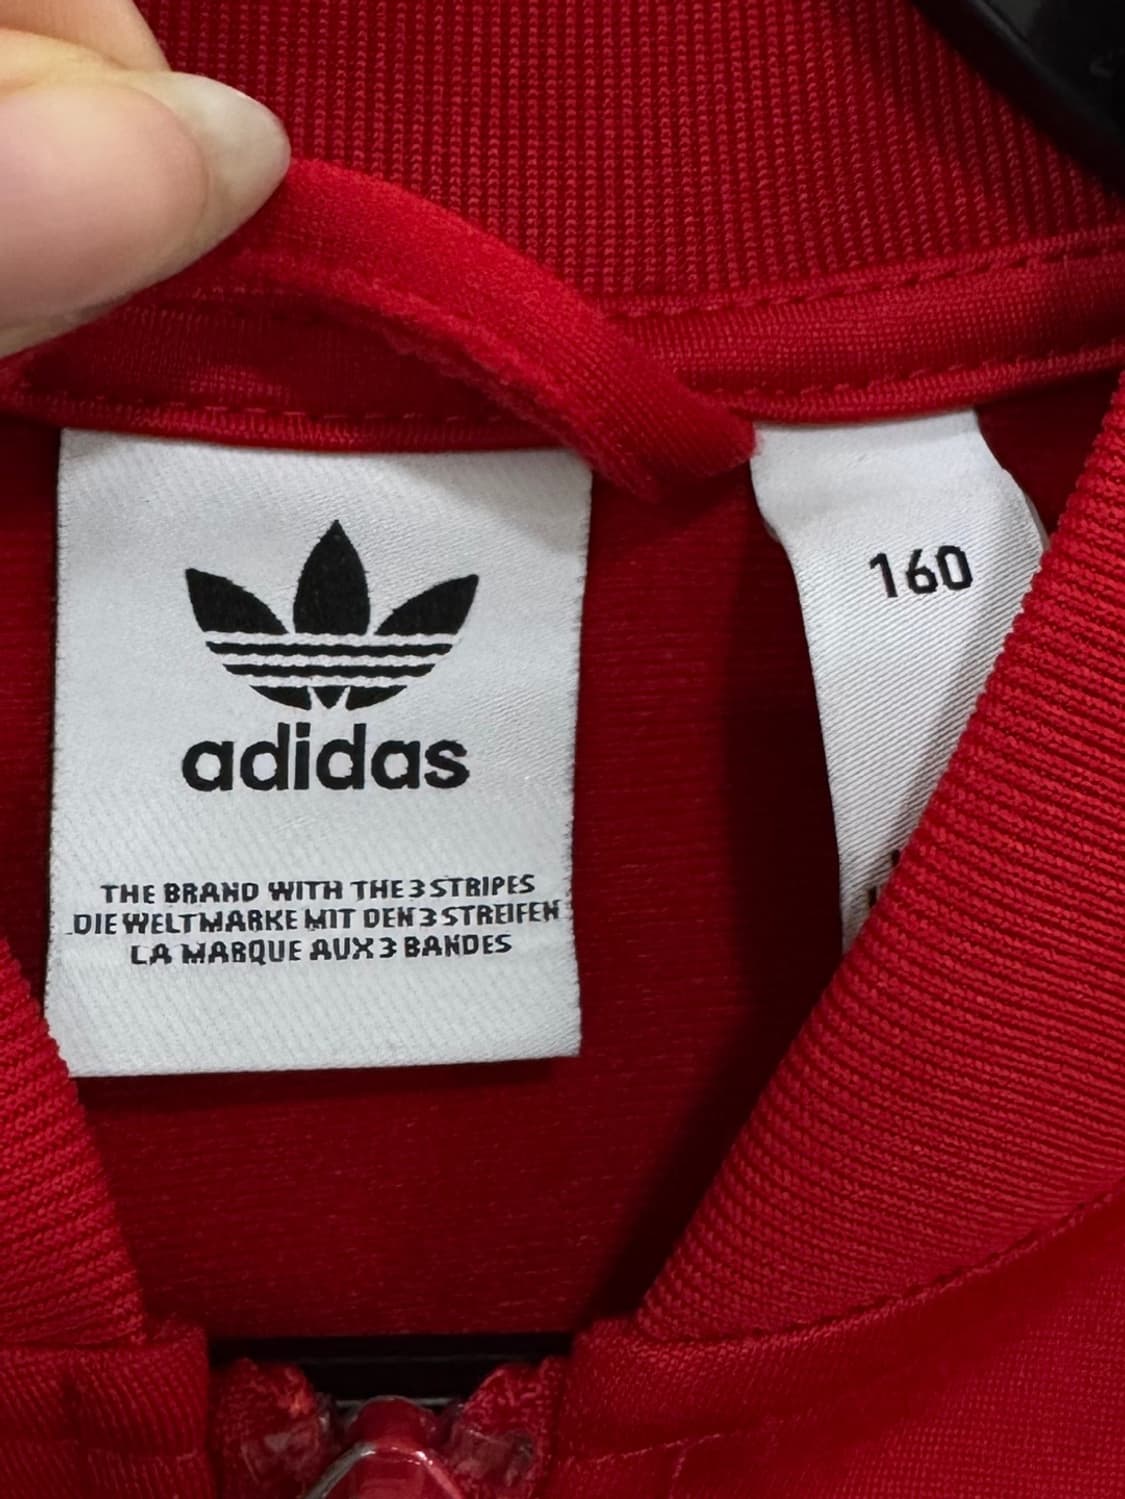 adidas
THE BRAND WITH THE 3 STRIPES
DIE WELTMARKE MIT DEN 3 STREIFEN
LA MARQUE AUX 3 BANDES
160